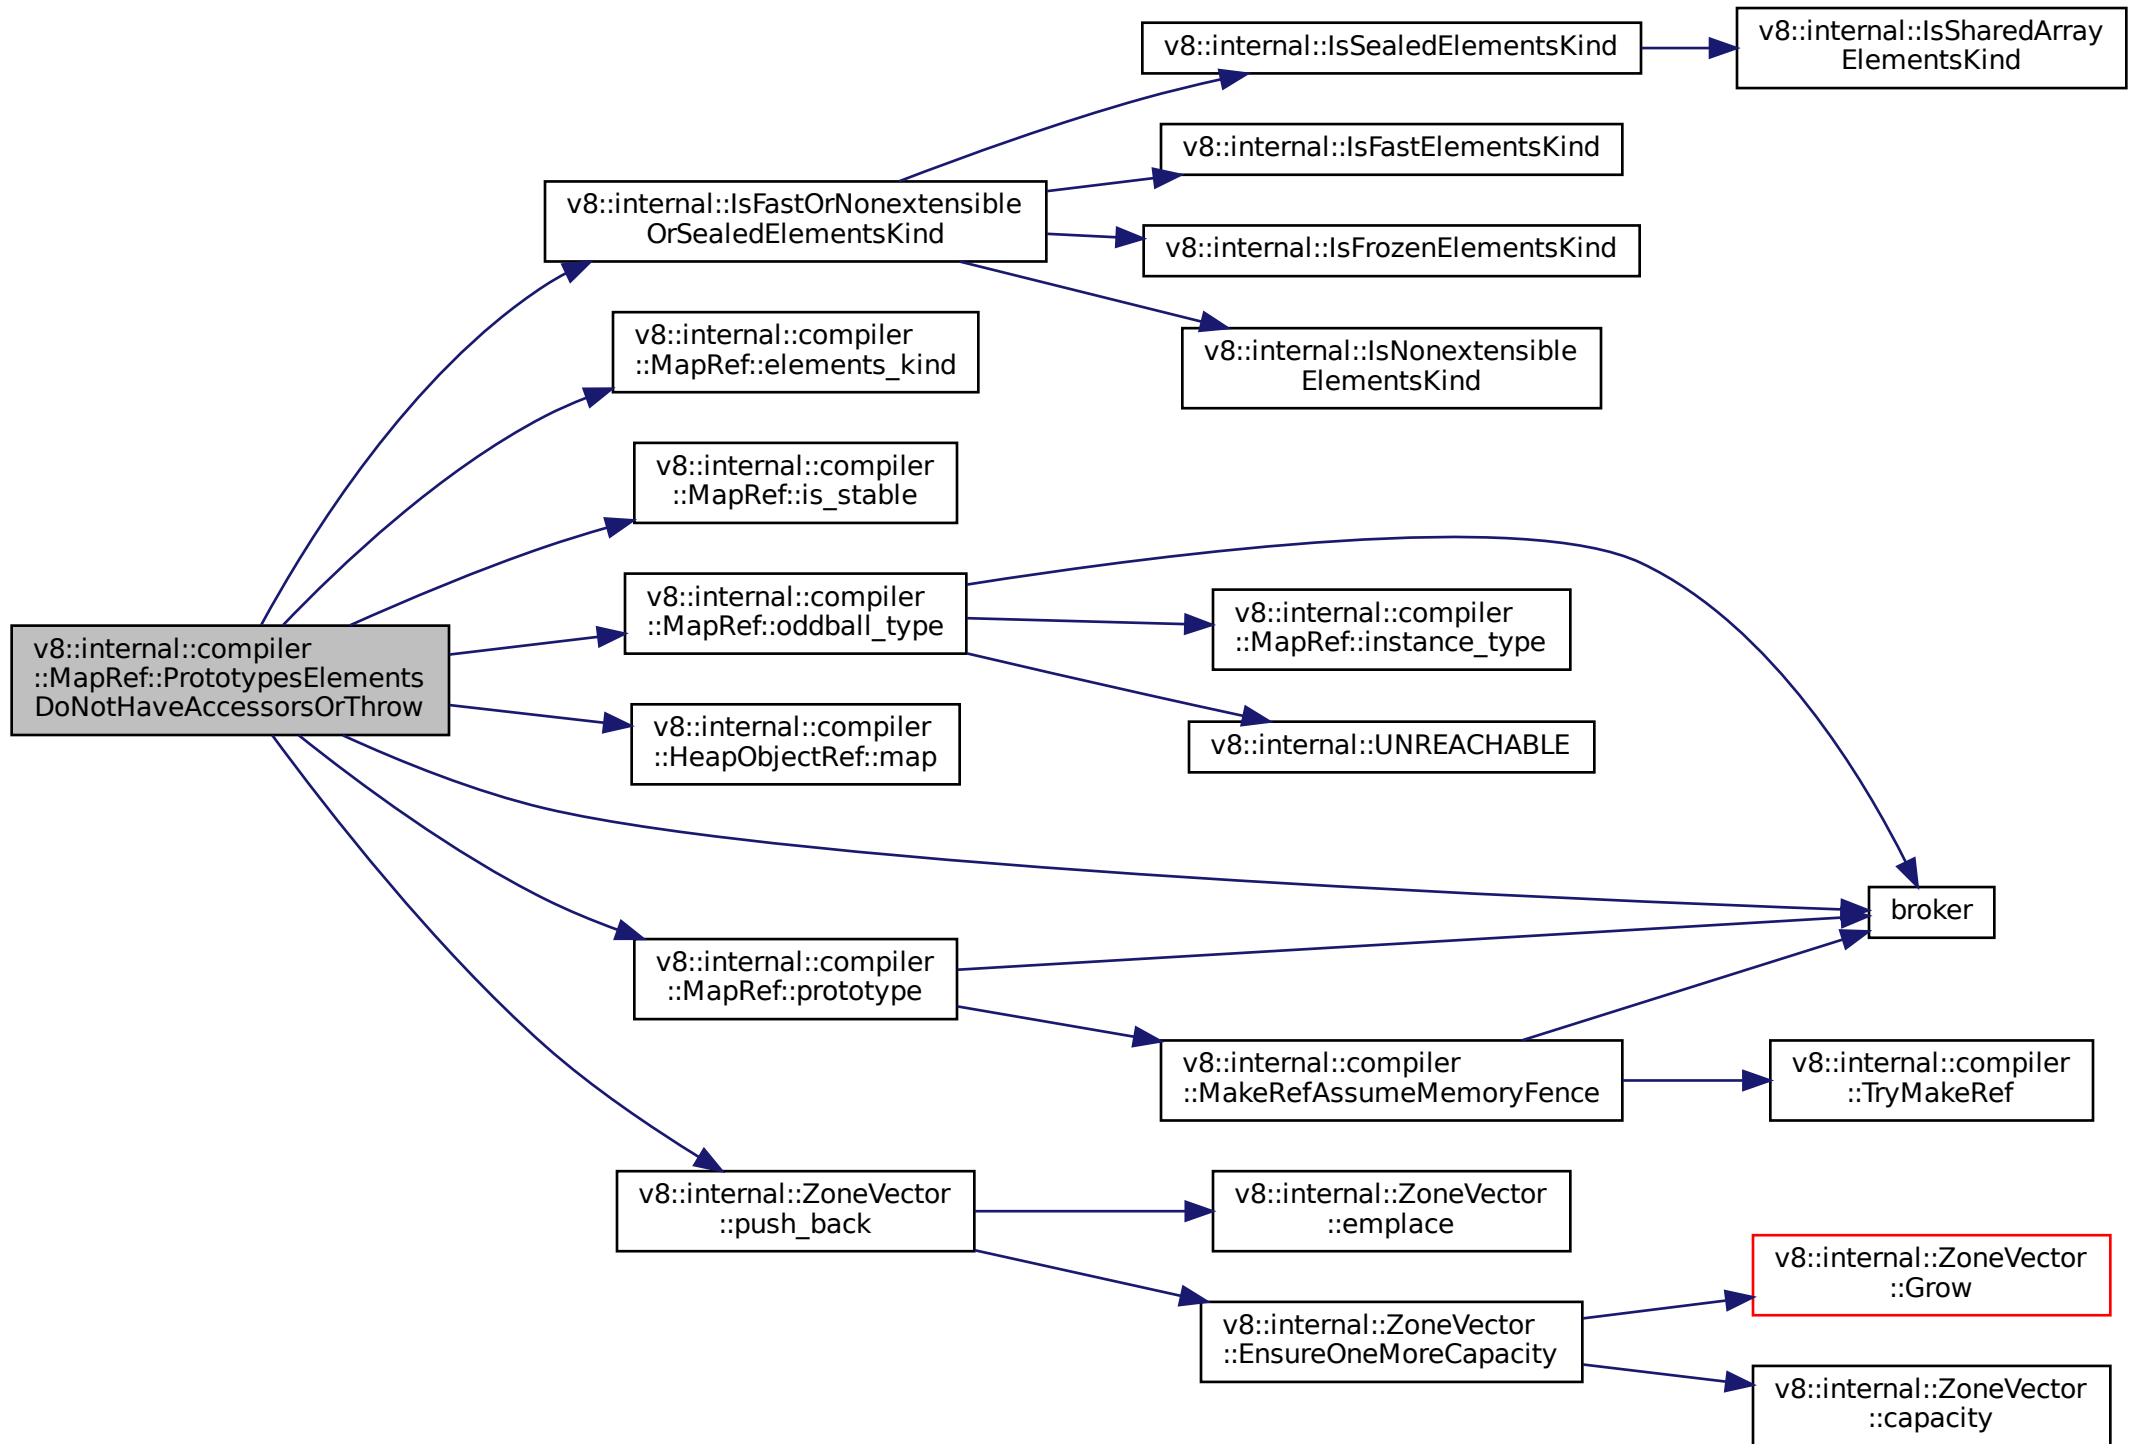 v8::internal::IsSealedElementsKind
v8::internal::IsSharedArray
ElementsKind
v8::internal::IsFastElementsKind
v8::internal::IsFastOrNonextensible
OrSealedElementsKind
v8::internal::IsFrozenElementsKind
v8::internal::IsNonextensible
ElementsKind
v8::internal::compiler
::MapRef::elements_kind
v8::internal::compiler
::MapRef::is_stable
v8::internal::compiler
::MapRef::oddball_type
v8::internal::compiler
::MapRef::instance_type
v8::internal::compiler
::MapRef::PrototypesElements
DoNotHaveAccessorsOrThrow
v8::internal::compiler
::HeapObjectRef::map
v8::internal::UNREACHABLE
broker
v8::internal::compiler
::MapRef::prototype
v8::internal::compiler
::MakeRefAssumeMemoryFence
v8::internal::compiler
::TryMakeRef
v8::internal::ZoneVector
::push_back
v8::internal::ZoneVector
::emplace
v8::internal::ZoneVector
::Grow
v8::internal::ZoneVector
::EnsureOneMoreCapacity
v8::internal::ZoneVector
::capacity